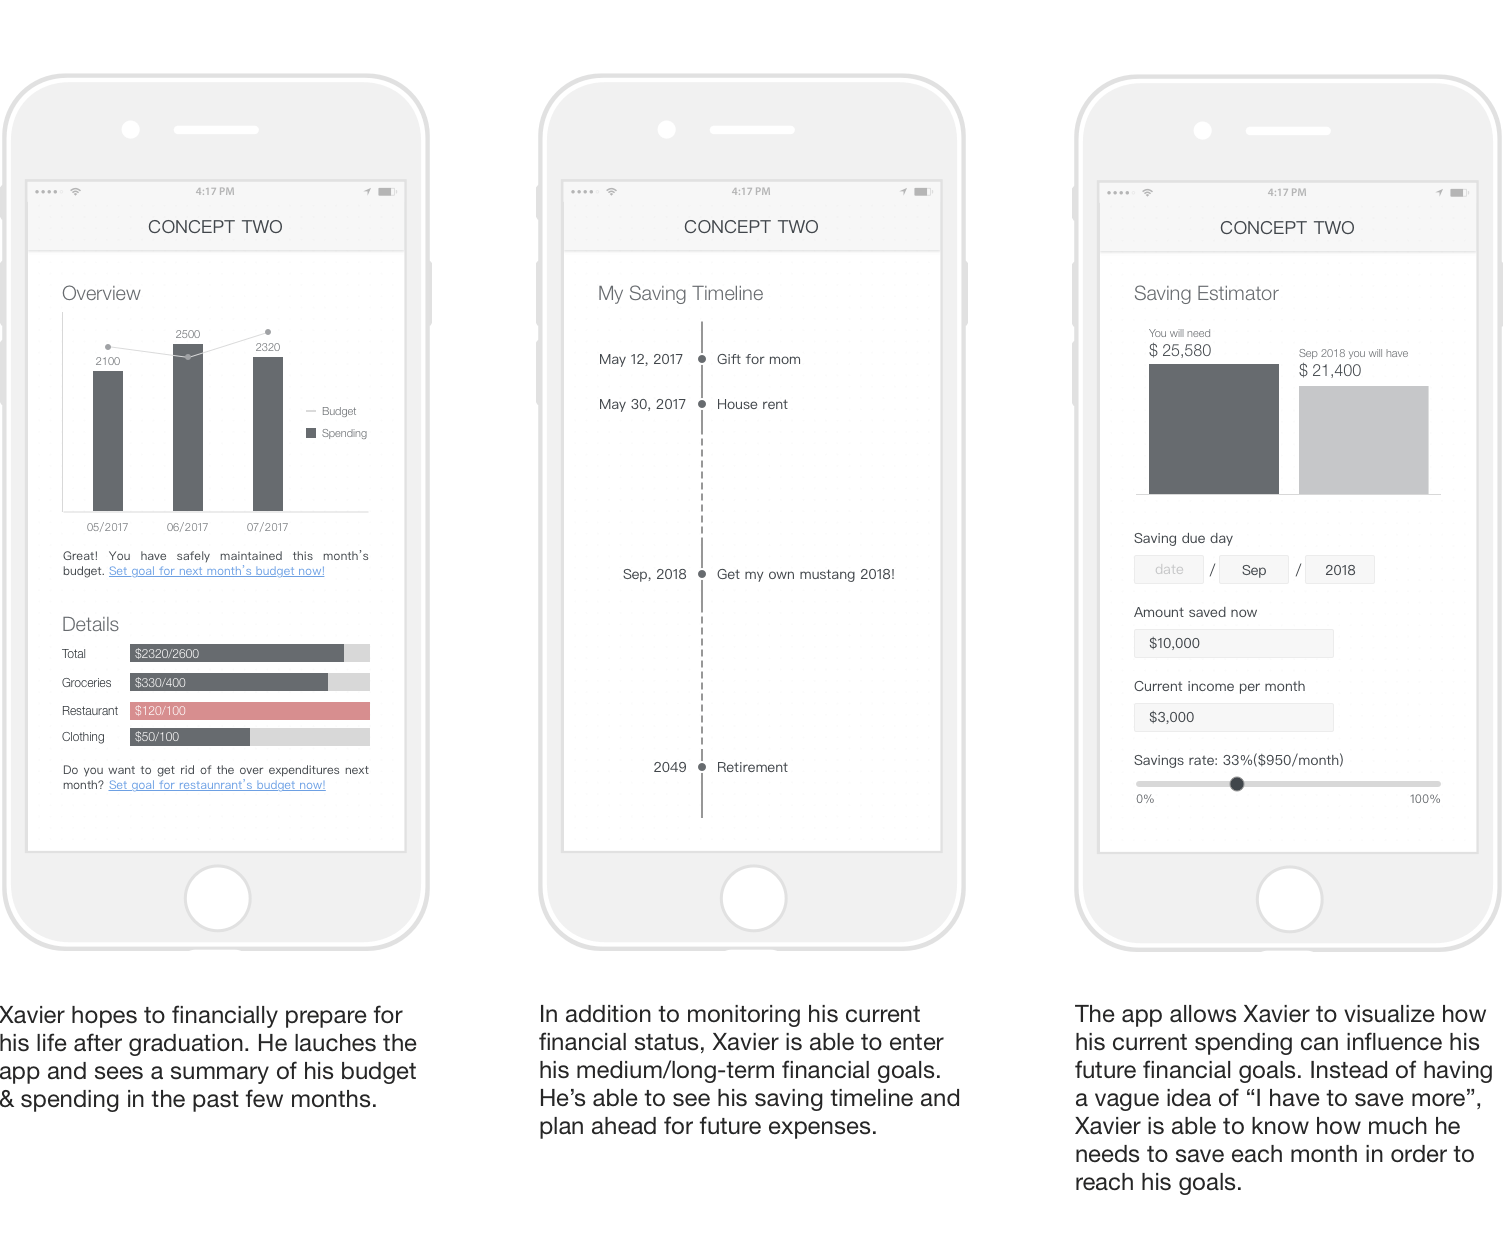 4:17 PM
CONCEPT TWO
Overview
2500
2100
2320
Budget
Spending
05/2017 06/2017 07/2017
Great! You have safely maintained this month's
budget. Set goal for next month's budget now!
Details
Total $2320/2600
Groceries $330/400
Restaurant $120/100
Clothing $50/100
Do you want to get rid of the over expenditures next
month? Set goal for restaunrant's budget now!
Xavier hopes to financially prepare for
his life after graduation. He lauches the
app and sees a summary of his budget
& spending in the past few months.
4:17 PM
CONCEPT TWO
My Saving Timeline
May 12, 2017 Gift for mom
May 30, 2017 House rent
Sep, 2018 Get my own mustang 2018!
2049 Retirement
In addition to monitoring his current
financial status, Xavier is able to enter
his medium/long-term financial goals.
He's able to see his saving timeline and
plan ahead for future expenses.
4:17 PM
CONCEPT TWO
Saving Estimator
You will need
$ 25,580
Sep 2018 you will have
$ 21,400
Saving due day
date / Sep / 2018
Amount saved now
$10,000
Current income per month
$3,000
Savings rate: 33%($950/month)
0% 100%
The app allows Xavier to visualize how
his current spending can influence his
future financial goals. Instead of having
a vague idea of “I have to save more”,
Xavier is able to know how much he
needs to save each month in order to
reach his goals.